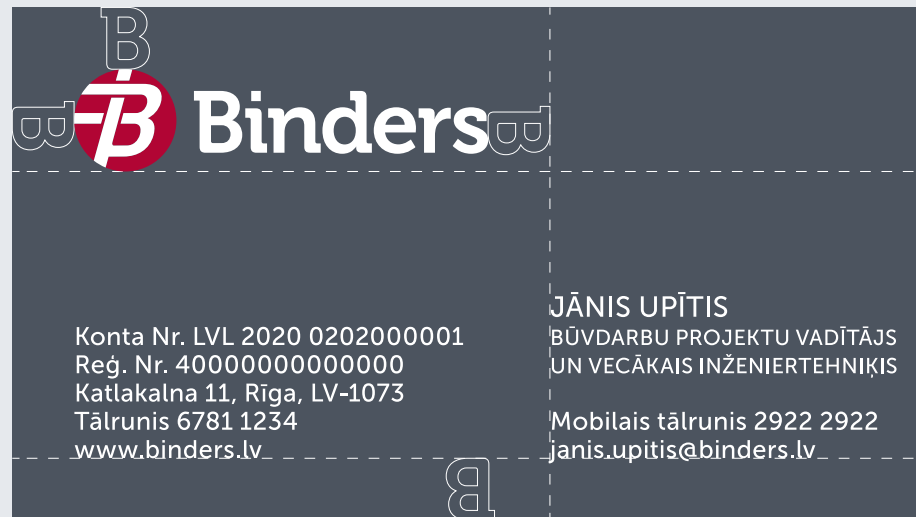 B
B
B
Binders
B
Konta Nr. LVL 2020 0202000001
Reģ. Nr. 40000000000000
Katlakalna 11, Rīga, LV-1073
Tālrunis 6781 1234
www.binders.lv
JĀNIS UPĪTIS
BŪVDARBU PROJEKTU VADĪTĀJS
UN VECĀKAIS INŽENIERTEHNIĶIS
Mobilais tālrunis 2922 2922
janis.upitis@binders.lv
B